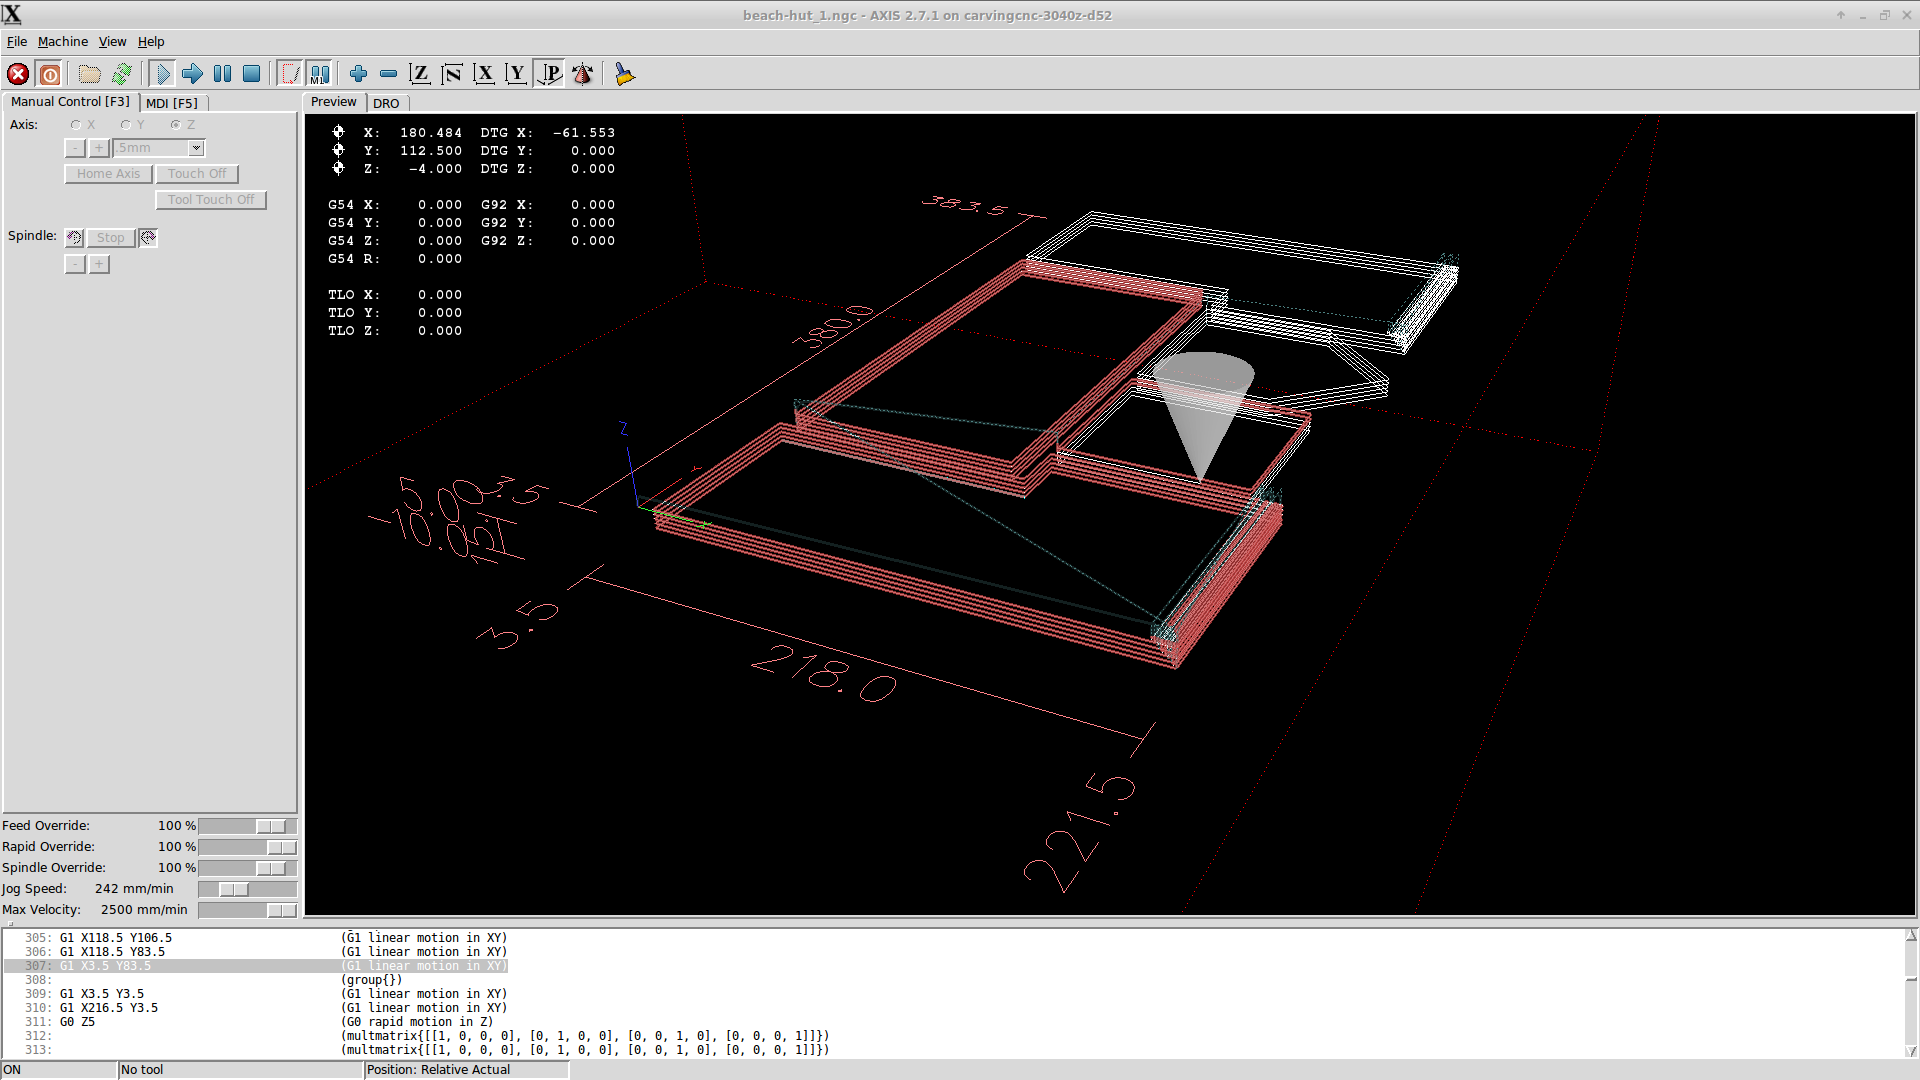 beach-hut_1.ngc - AXIS 2.7.1 on carvingcnc-3040z-d52
File Machine View Help
Z N X Y P
M1
Manual Control [F3] MDI [F5]
Preview DRO
Axis: X Y Z
- + .5mm
Home Axis Touch Off
Tool Touch Off
Spindle: Stop
- +
X: 180.484 DTG X: -61.553
Y: 112.500 DTG Y: 0.000
Z: -4.000 DTG Z: 0.000
G54 X: 0.000 G92 X: 0.000
G54 Y: 0.000 G92 Y: 0.000
G54 Z: 0.000 G92 Z: 0.000
G54 R: 0.000
TLO X: 0.000
TLO Y: 0.000
TLO Z: 0.000
383.5
380.0
Z
5.00
3.5
10.0
3.5
218.0
221.5
Feed Override: 100 %
Rapid Override: 100 %
Spindle Override: 100 %
Jog Speed: 242 mm/min
Max Velocity: 2500 mm/min
305: G1 X118.5 Y106.5 (G1 linear motion in XY)
306: G1 X118.5 Y83.5 (G1 linear motion in XY)
307: G1 X3.5 Y83.5 (G1 linear motion in XY)
308: (group{})
309: G1 X3.5 Y3.5 (G1 linear motion in XY)
310: G1 X216.5 Y3.5 (G1 linear motion in XY)
311: G0 Z5 (G0 rapid motion in Z)
312: (multmatrix{[[1, 0, 0, 0], [0, 1, 0, 0], [0, 0, 1, 0], [0, 0, 0, 1]]})
313: (multmatrix{[[1, 0, 0, 0], [0, 1, 0, 0], [0, 0, 1, 0], [0, 0, 0, 1]]})
ON No tool Position: Relative Actual